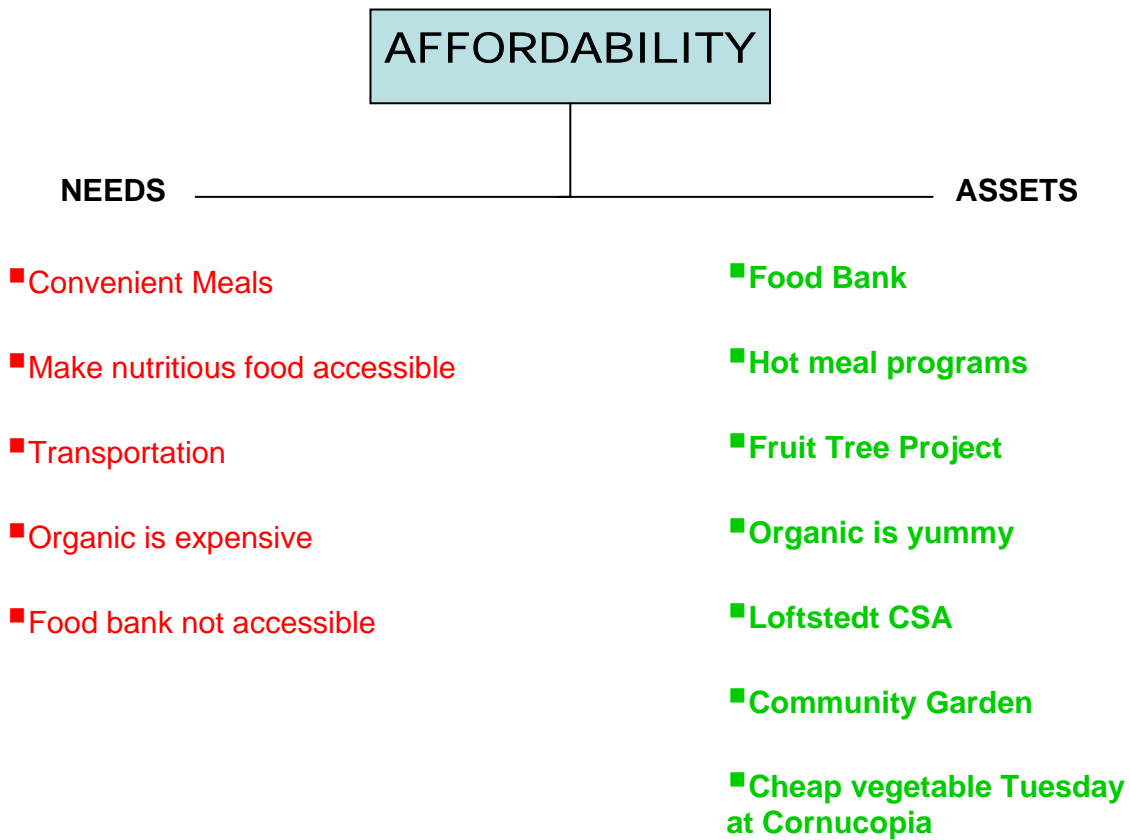 AFFORDABILITY
NEEDS
ASSETS
▪Convenient Meals
▪Make nutritious food accessible
▪Transportation
▪Organic is expensive
▪Food bank not accessible
▪Food Bank
▪Hot meal programs
▪Fruit Tree Project
▪Organic is yummy
▪Loftstedt CSA
▪Community Garden
▪Cheap vegetable Tuesday
at Cornucopia